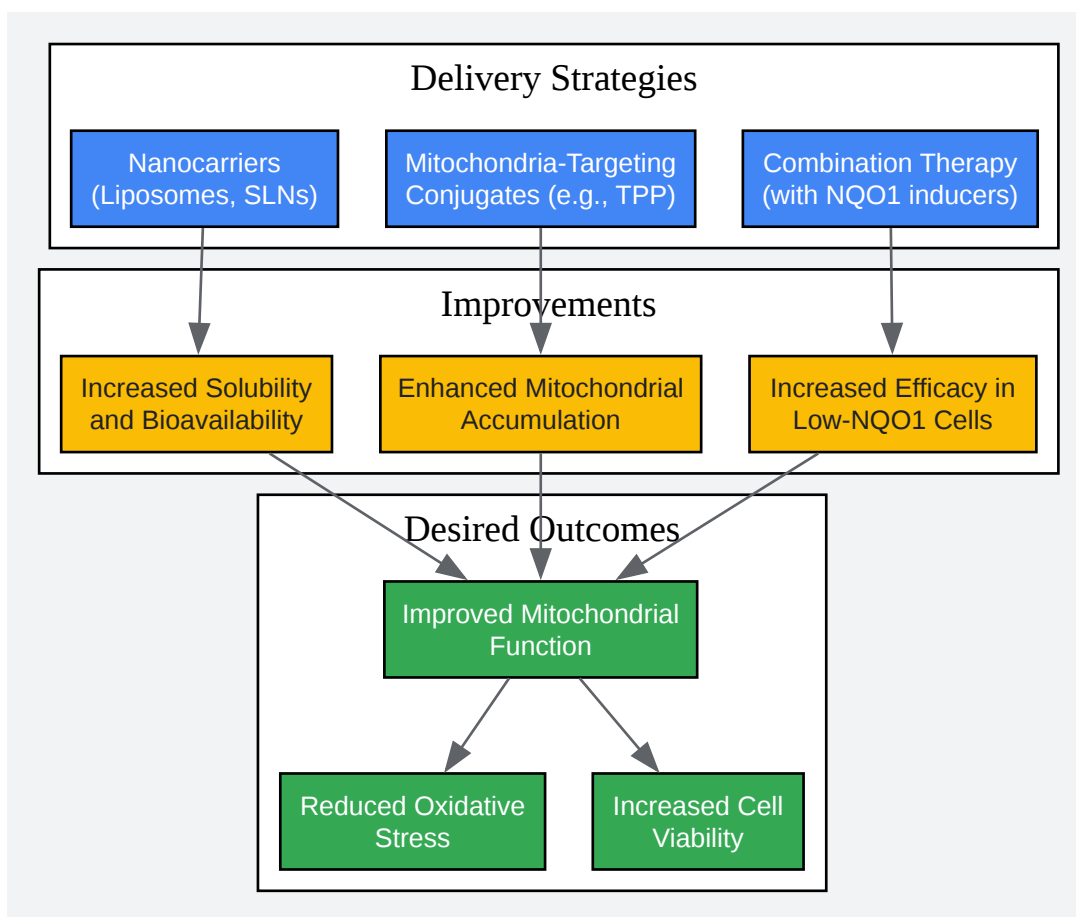 Delivery Strategies
Nanocarriers
(Liposomes, SLNs)
Mitochondria-Targeting
Conjugates (e.g., TPP)
Combination Therapy
(with NQO1 inducers)
Improvements
Increased Solubility
and Bioavailability
Enhanced Mitochondrial
Accumulation
Increased Efficacy in
Low-NQO1 Cells
Desired Outcomes
Improved Mitochondrial
Function
Reduced Oxidative
Stress
Increased Cell
Viability